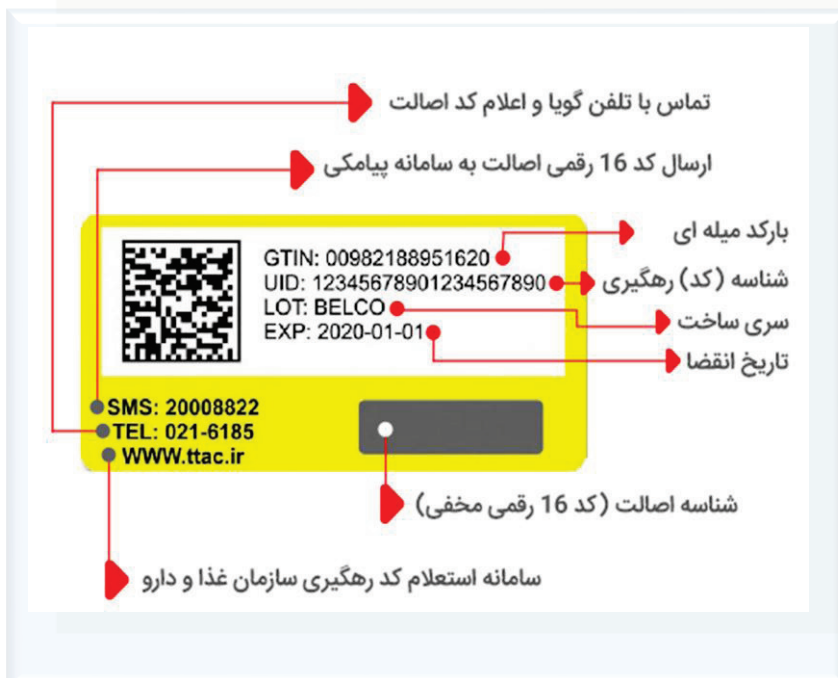 تماس با تلفن گویا و اعلام کد اصالت
ارسال کد 16 رقمی اصالت به سامانه پیامکی
بارکد میله ای
GTIN: 00982188951620
شناسه (کد) رهگیری
UID: 12345678901234567890
سری ساخت
LOT: BELCO
تاریخ انقضا
EXP: 2020-01-01
SMS: 20008822
TEL: 021-6185
WWW.ttac.ir
شناسه اصالت (کد 16 رقمی مخفی)
سامانه استعلام کد رهگیری سازمان غذا و دارو